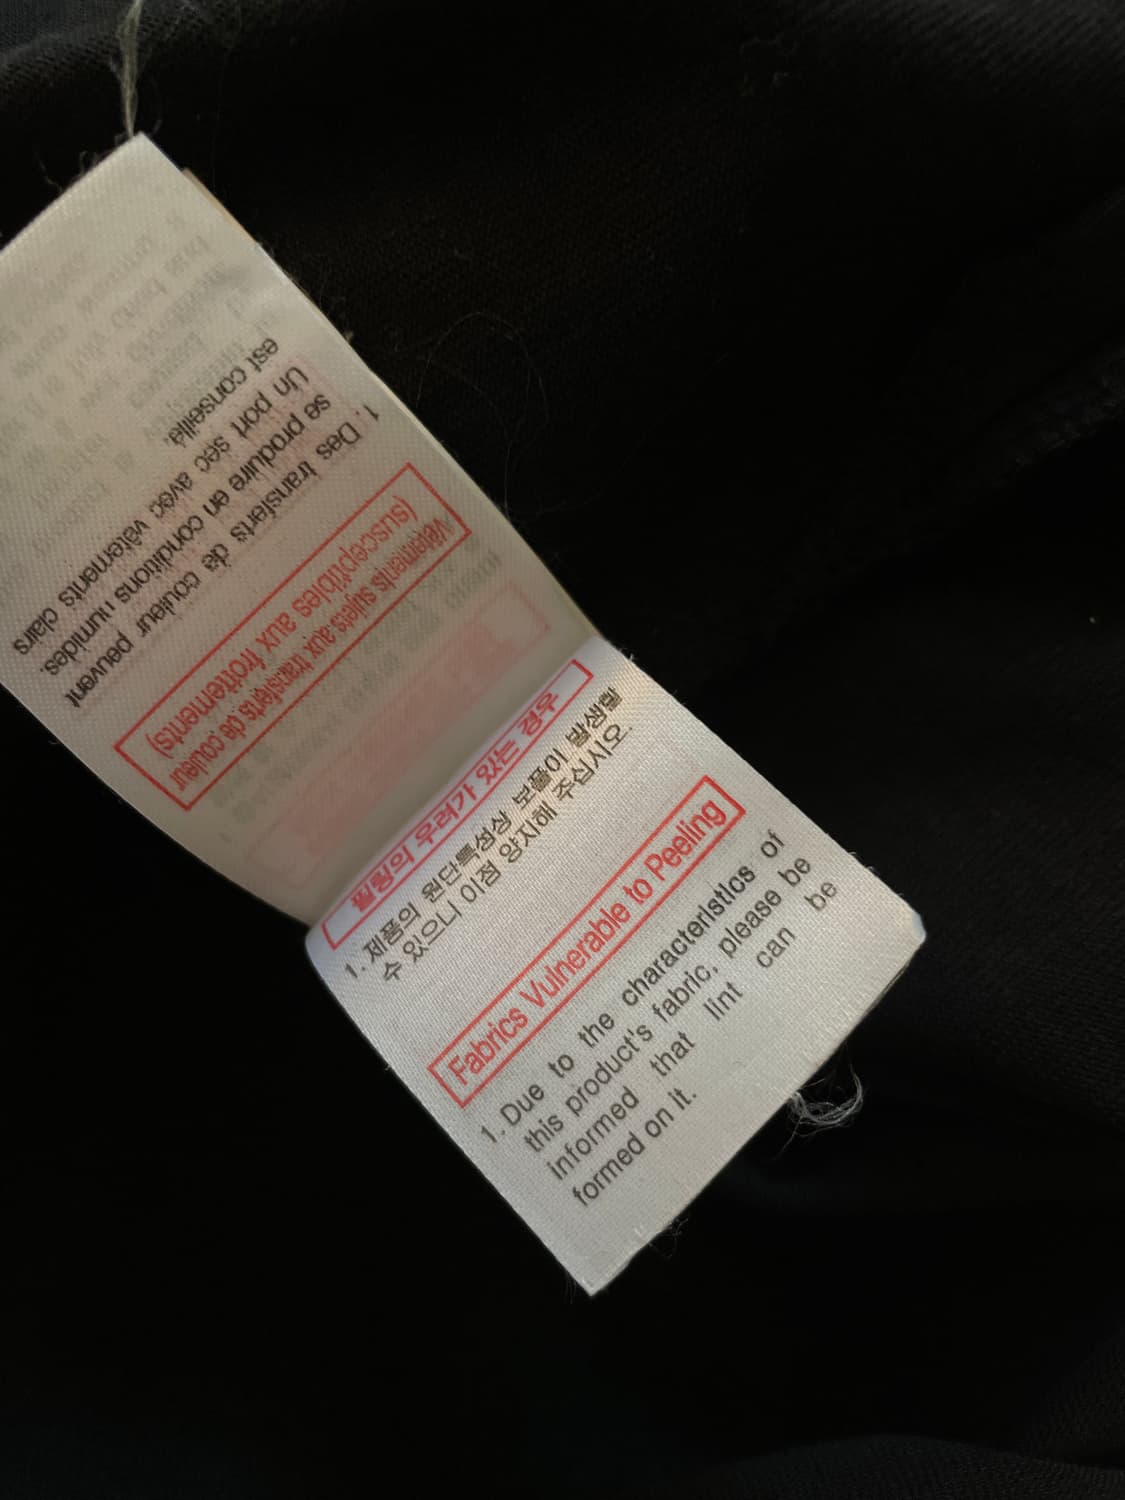 필링의 우려가 있는 경우
1. 제품의 원단특성상 보풀이 발생할
수 있으니 이점 양지해 주십시오.
Fabrics Vulnerable to Peeling
1. Due to the characteristics of
this product's fabric, please be
informed that lint can be
formed on it.
Vêtements sujets aux transferts de couleur
(susceptibles aux frottements)
1. Des transferts de couleur peuvent
se produire en conditions humides.
Un port sec avec vêtements clairs
est conseillé.